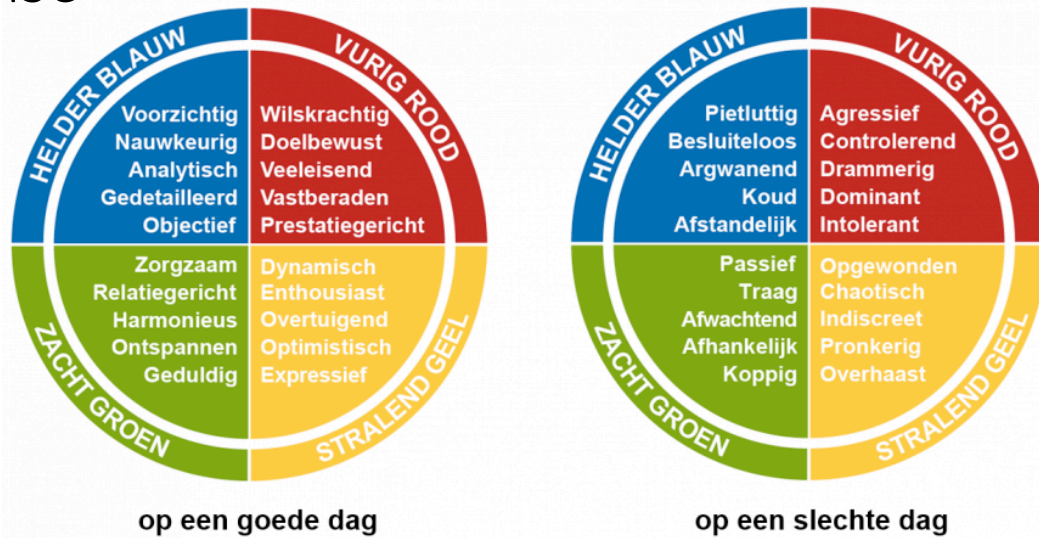 HELDER BLAUW
Voorzichtig
Nauwkeurig
Analytisch
Gedetailleerd
Objectief
VURIG ROOD
Wilskrachtig
Doelbewust
Veeleisend
Vastberaden
Prestatiegericht
ZACHT GROEN
Zorgzaam
Relatiegericht
Harmonieus
Ontspannen
Geduldig
STRALEND GEEL
Dynamisch
Enthousiast
Overtuigend
Optimistisch
Expressief
op een goede dag
HELDER BLAUW
Pietluttig
Besluiteloos
Argwanend
Koud
Afstandelijk
VURIG ROOD
Agressief
Controlerend
Drammerig
Dominant
Intolerant
ZACHT GROEN
Passief
Traag
Afwachtend
Afhankelijk
Koppig
STRALEND GEEL
Opgewonden
Chaotisch
Indiscreet
Pronkerig
Overhaast
op een slechte dag